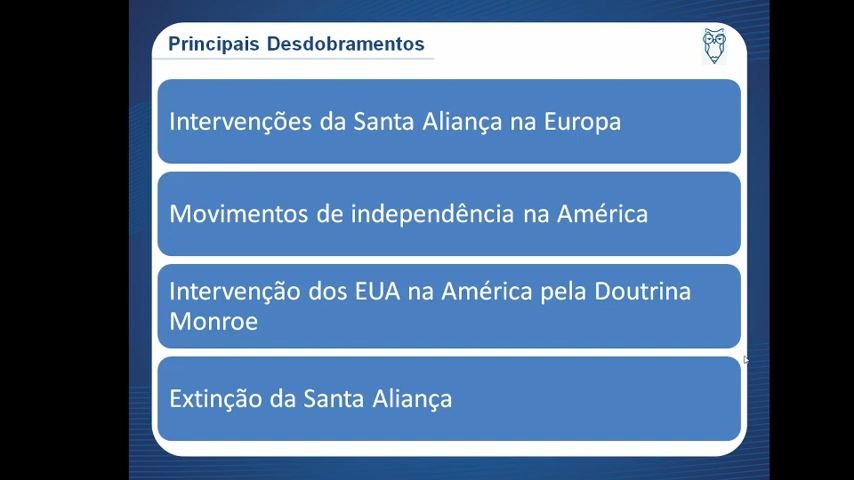 Principais Desdobramentos
Intervenções da Santa Aliança na Europa
Movimentos de independência na América
Intervenção dos EUA na América pela Doutrina
Monroe
Extinção da Santa Aliança